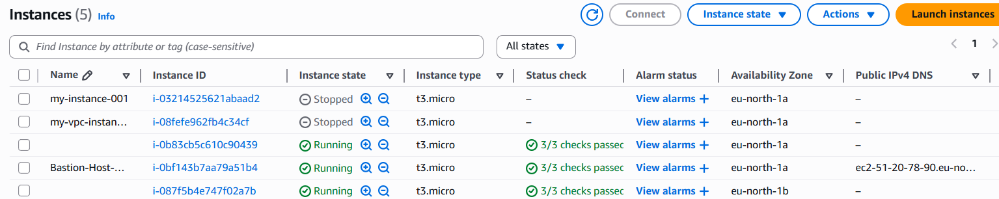 Instances (5) Info Connect Instance state Actions Launch instances
Find Instance by attribute or tag (case-sensitive) All states 1
Name Instance ID Instance state Instance type Status check Alarm status Availability Zone Public IPv4 DNS
my-instance-001 i-03214525621abaad2 Stopped t3.micro – View alarms + eu-north-1a –
my-vpc-instan... i-08fefe962fb4c34cf Stopped t3.micro – View alarms + eu-north-1a –
i-0b83cb5c610c90439 Running t3.micro 3/3 checks passed View alarms + eu-north-1a –
Bastion-Host-... i-0bf143b7aa79a51b4 Running t3.micro 3/3 checks passed View alarms + eu-north-1a ec2-51-20-78-90.eu-no...
i-087f5b4e747f02a7b Running t3.micro 3/3 checks passed View alarms + eu-north-1b –